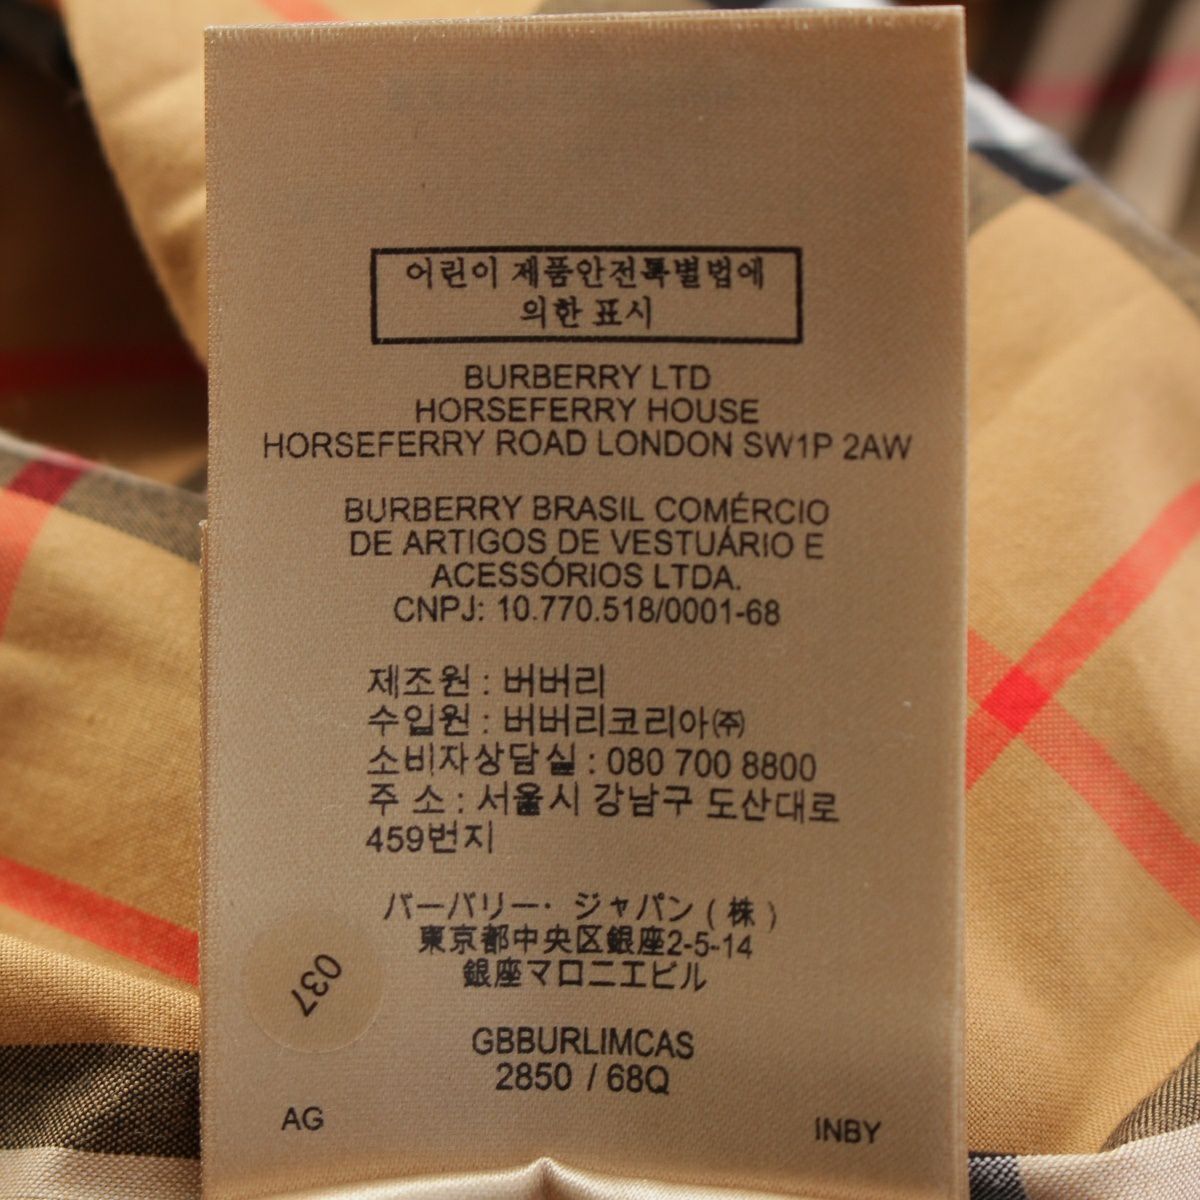 어린이 제품안전특별법에
의한 표시
BURBERRY LTD
HORSEFERRY HOUSE
HORSEFERRY ROAD LONDON SW1P 2AW
BURBERRY BRASIL COMÉRCIO
DE ARTIGOS DE VESTUÁRIO E
ACESSÓRIOS LTDA.
CNPJ: 10.770.518/0001-68
제조원 : 버버리
수입원 : 버버리코리아㈜
소비자상담실 : 080 700 8800
주 소 : 서울시 강남구 도산대로
459번지
バーバリー・ジャパン ( 株 )
東京都中央区銀座2-5-14
銀座マロニエビル
037
GBBURLIMCAS
2850 / 68Q
AG
INBY